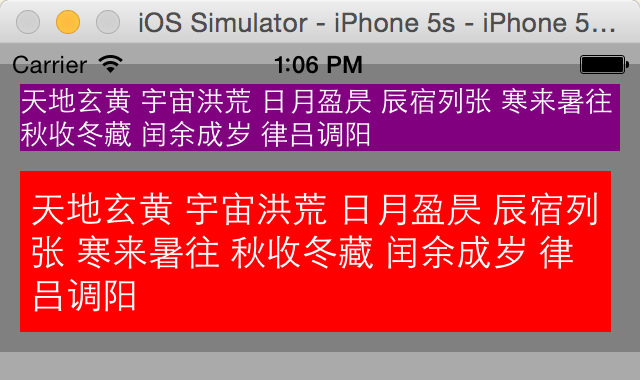 iOS Simulator - iPhone 5s - iPhone 5...
Carrier 1:06 PM
天地玄黄 宇宙洪荒 日月盈昃 辰宿列张 寒来暑往
秋收冬藏 闰余成岁 律吕调阳
天地玄黄 宇宙洪荒 日月盈昃 辰宿列
张 寒来暑往 秋收冬藏 闰余成岁 律
吕调阳